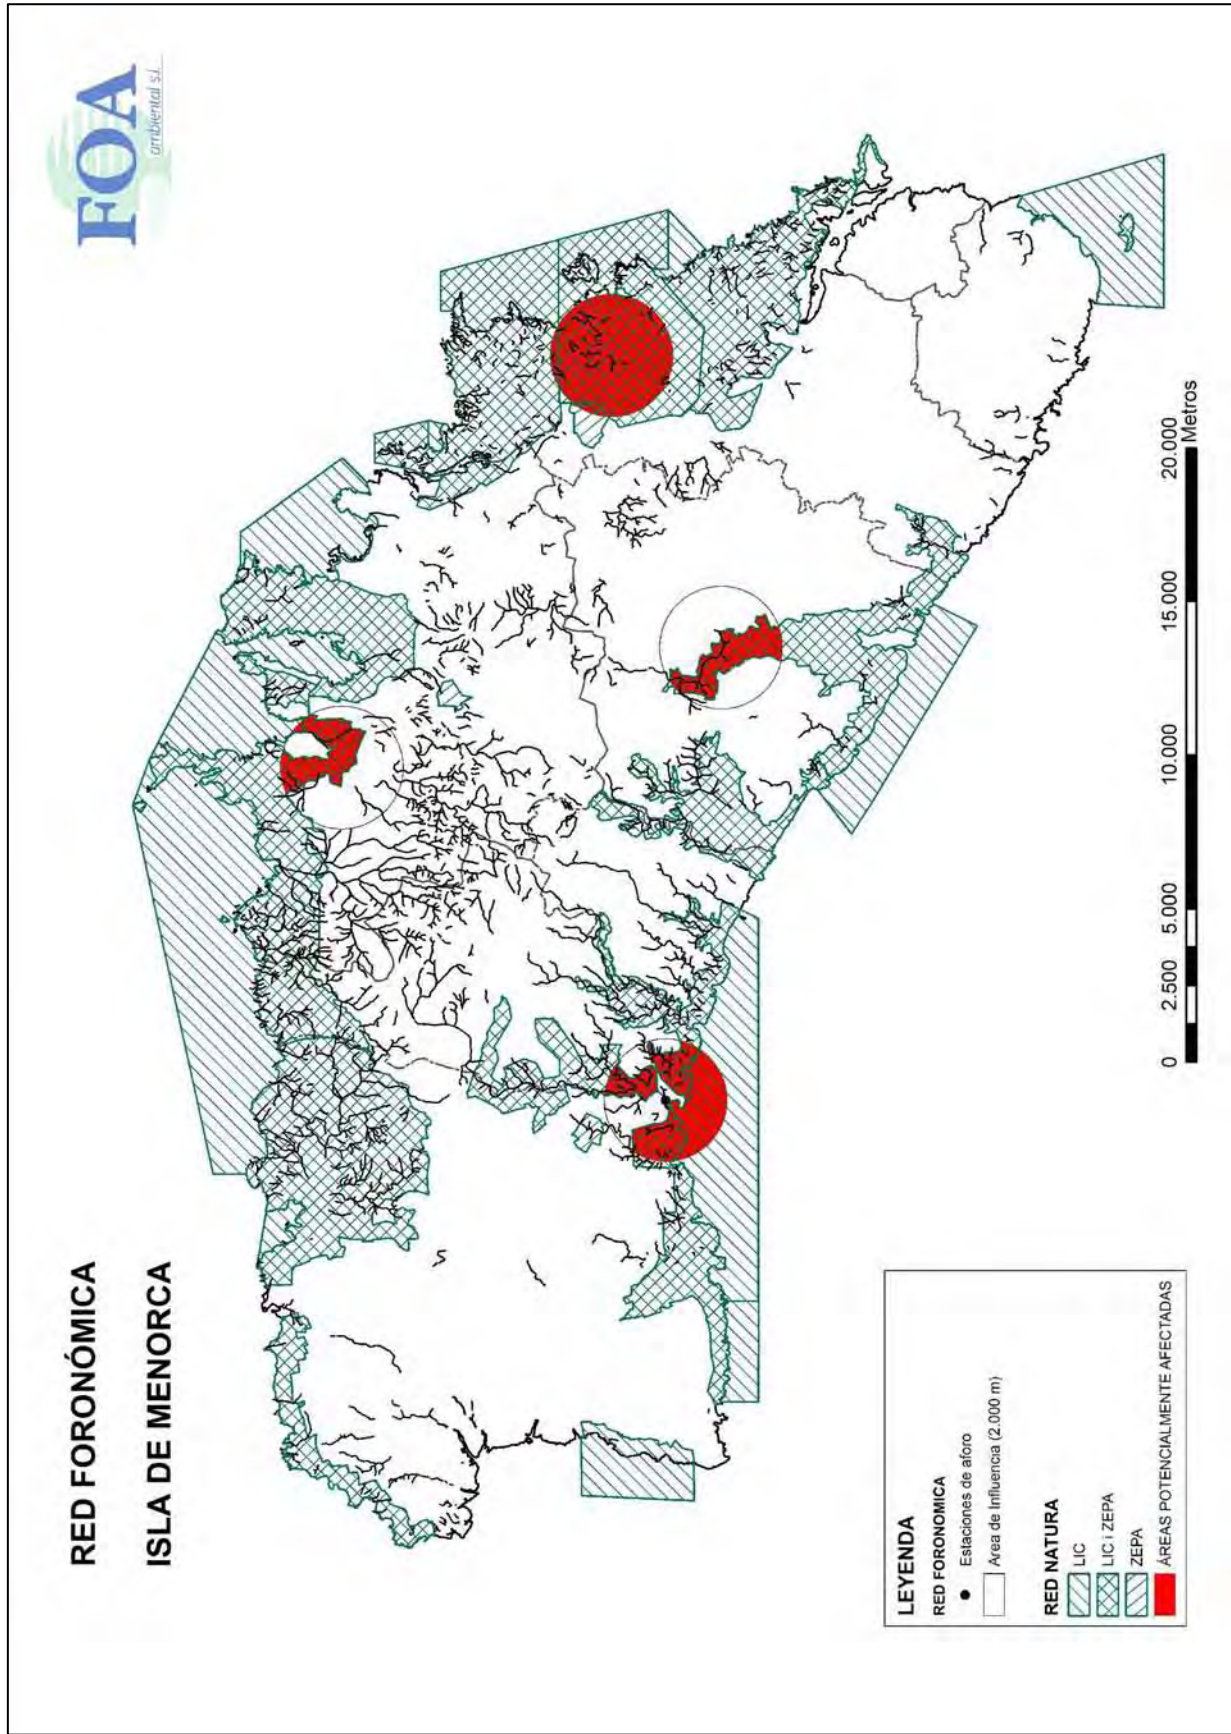 RED FORONÓMICA
ISLA DE MENORCA
FOA
ambiental s.l.
LEYENDA
RED FORONOMICA
Estaciones de aforo
Area de Influencia (2.000 m)
RED NATURA
LIC
LIC i ZEPA
ZEPA
ÁREAS POTENCIALMENTE AFECTADAS
0 2.500 5.000 10.000 15.000 20.000
Metros